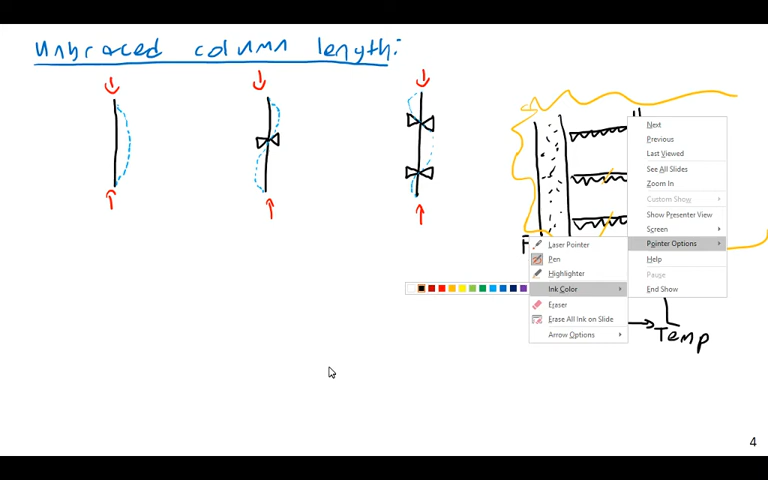 Unbraced column length:
Next
Previous
Last Viewed
See All Slides
Zoom In
Custom Show
Show Presenter View
Screen
Pointer Options
Help
Pause
End Show
Laser Pointer
Pen
Highlighter
Ink Color
Eraser
Erase All Ink on Slide
Arrow Options
Temp
4